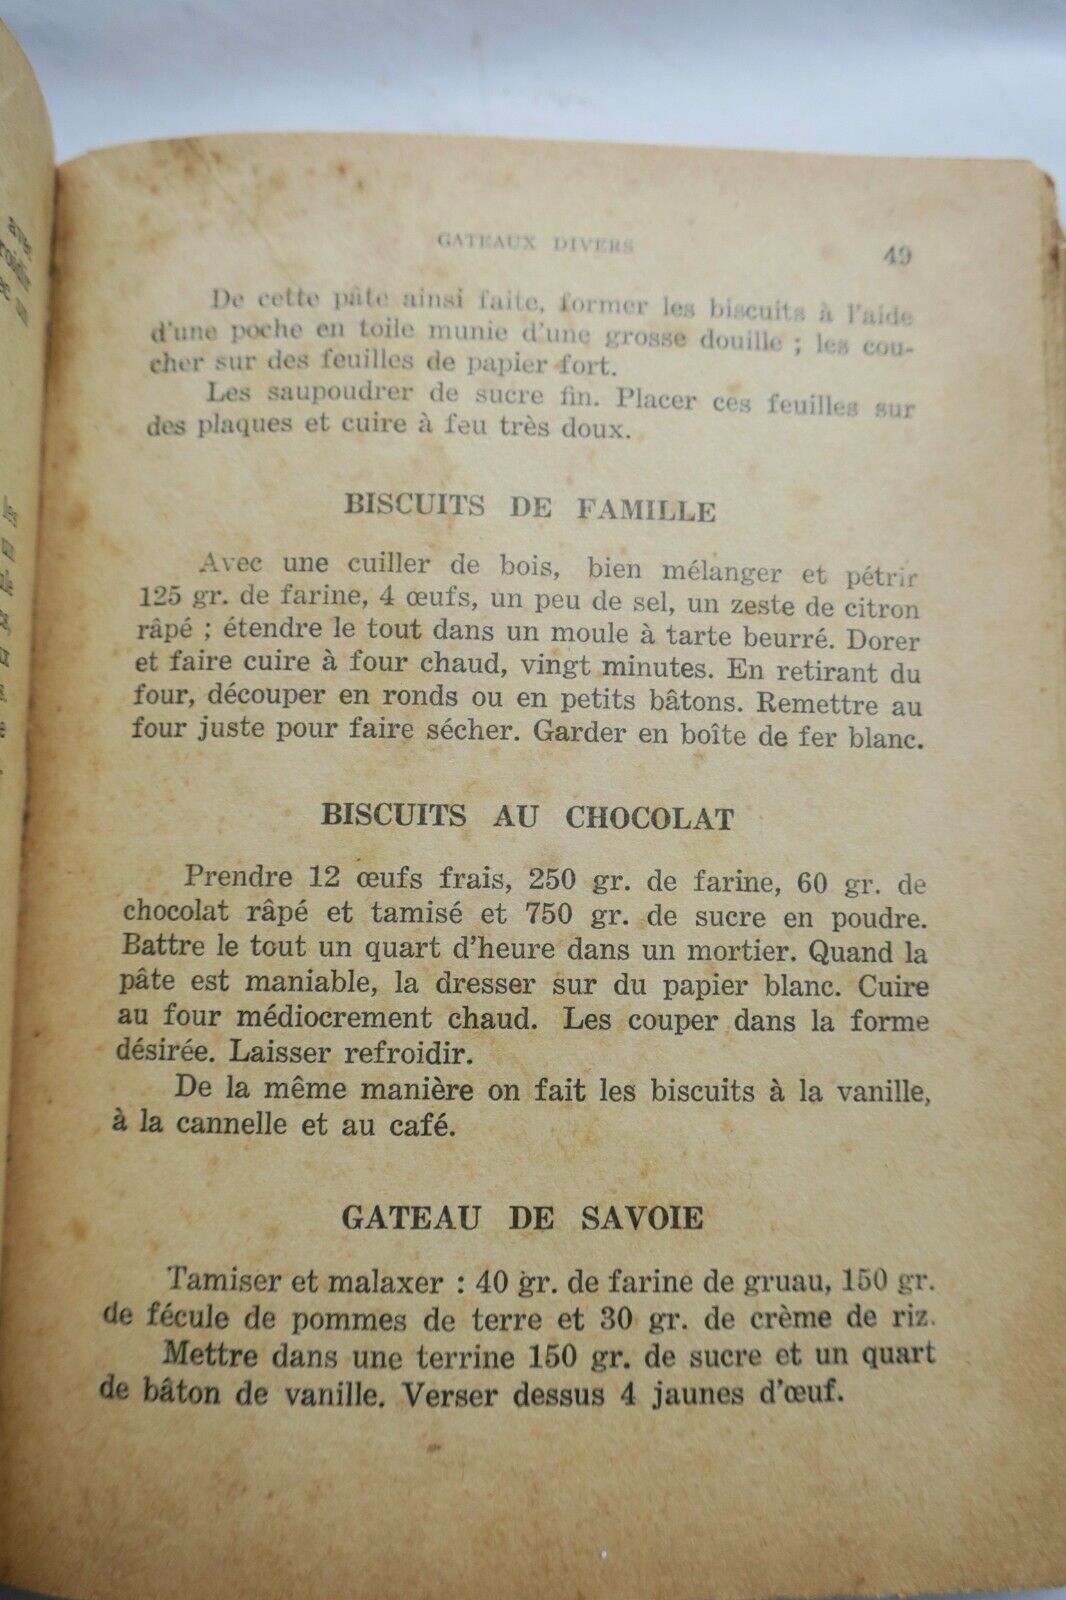 GATEAUX DIVERS 49
De cette pâte ainsi faite, former les biscuits à l'aide
d'une poche en toile munie d'une grosse douille ; les cou-
cher sur des feuilles de papier fort.
Les saupoudrer de sucre fin. Placer ces feuilles sur
des plaques et cuire à feu très doux.
BISCUITS DE FAMILLE
Avec une cuiller de bois, bien mélanger et pétrir
125 gr. de farine, 4 œufs, un peu de sel, un zeste de citron
râpé ; étendre le tout dans un moule à tarte beurré. Dorer
et faire cuire à four chaud, vingt minutes. En retirant du
four, découper en ronds ou en petits bâtons. Remettre au
four juste pour faire sécher. Garder en boîte de fer blanc.
BISCUITS AU CHOCOLAT
Prendre 12 œufs frais, 250 gr. de farine, 60 gr. de
chocolat râpé et tamisé et 750 gr. de sucre en poudre.
Battre le tout un quart d'heure dans un mortier. Quand la
pâte est maniable, la dresser sur du papier blanc. Cuire
au four médiocrement chaud. Les couper dans la forme
désirée. Laisser refroidir.
De la même manière on fait les biscuits à la vanille,
à la cannelle et au café.
GATEAU DE SAVOIE
Tamiser et malaxer : 40 gr. de farine de gruau, 150 gr.
de fécule de pommes de terre et 30 gr. de crème de riz.
Mettre dans une terrine 150 gr. de sucre et un quart
de bâton de vanille. Verser dessus 4 jaunes d'œuf.